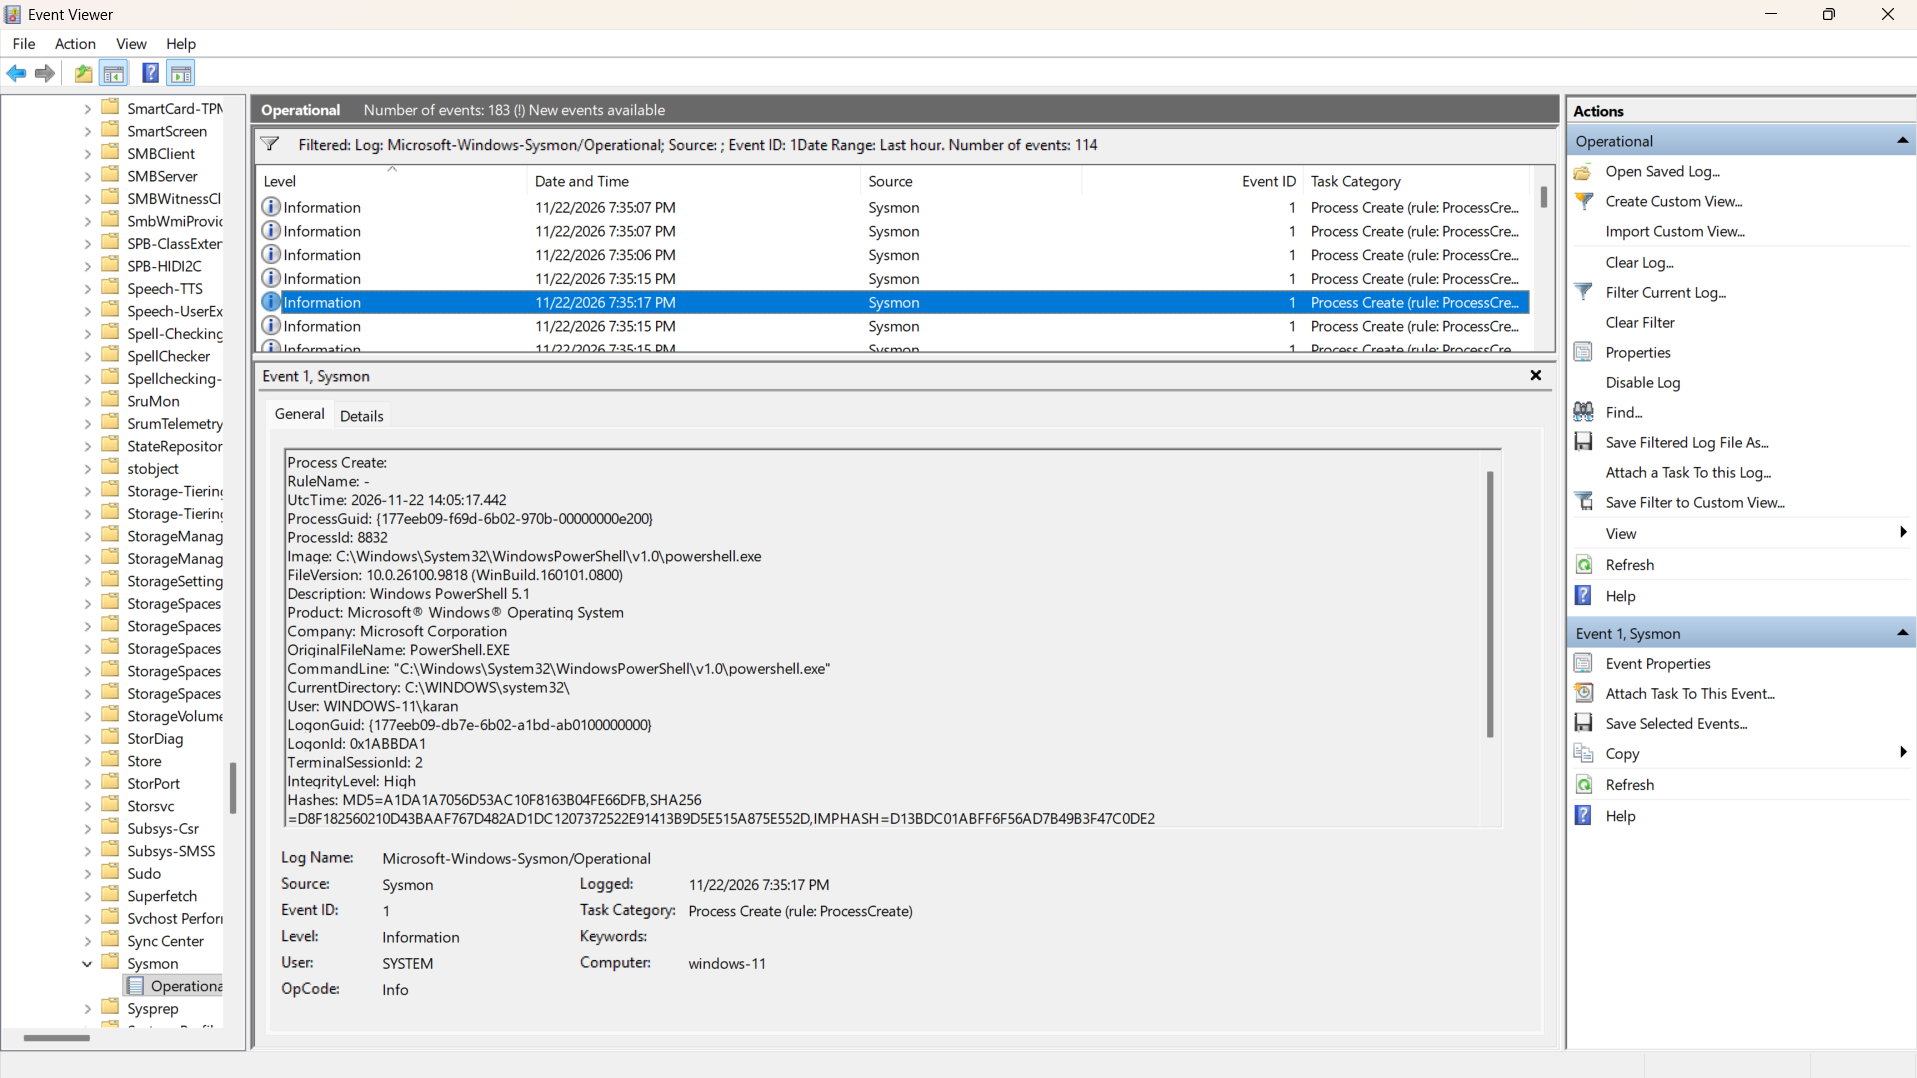 Event Viewer
File Action View Help
SmartCard-TPM
SmartScreen
SMBClient
SMBServer
SMBWitnessCl
SmbWmiProvid
SPB-ClassExten
SPB-HIDI2C
Speech-TTS
Speech-UserEx
Spell-Checking
SpellChecker
Spellchecking-
SruMon
SrumTelemetry
StateRepositor
stobject
Storage-Tiering
Storage-Tiering
StorageManag
StorageManag
StorageSetting
StorageSpaces
StorageSpaces
StorageSpaces
StorageSpaces
StorageSpaces
StorageVolume
StorDiag
Store
StorPort
Storsvc
Subsys-Csr
Subsys-SMSS
Sudo
Superfetch
Svchost Perfor
Sync Center
Sysmon
Operationa
Sysprep
Operational Number of events: 183 (!) New events available
Filtered: Log: Microsoft-Windows-Sysmon/Operational; Source: ; Event ID: 1Date Range: Last hour. Number of events: 114
Level Date and Time Source Event ID Task Category
Information 11/22/2026 7:35:07 PM Sysmon 1 Process Create (rule: ProcessCre...
Information 11/22/2026 7:35:07 PM Sysmon 1 Process Create (rule: ProcessCre...
Information 11/22/2026 7:35:06 PM Sysmon 1 Process Create (rule: ProcessCre...
Information 11/22/2026 7:35:15 PM Sysmon 1 Process Create (rule: ProcessCre...
Information 11/22/2026 7:35:17 PM Sysmon 1 Process Create (rule: ProcessCre...
Information 11/22/2026 7:35:15 PM Sysmon 1 Process Create (rule: ProcessCre...
Information 11/22/2026 7:35:15 PM Sysmon 1 Process Create (rule: ProcessCre...
Event 1, Sysmon
General Details
Process Create:
RuleName: -
UtcTime: 2026-11-22 14:05:17.442
ProcessGuid: {177eeb09-f69d-6b02-970b-00000000e200}
ProcessId: 8832
Image: C:\Windows\System32\WindowsPowerShell\v1.0\powershell.exe
FileVersion: 10.0.26100.9818 (WinBuild.160101.0800)
Description: Windows PowerShell 5.1
Product: Microsoft® Windows® Operating System
Company: Microsoft Corporation
OriginalFileName: PowerShell.EXE
CommandLine: "C:\Windows\System32\WindowsPowerShell\v1.0\powershell.exe"
CurrentDirectory: C:\WINDOWS\system32\
User: WINDOWS-11\karan
LogonGuid: {177eeb09-db7e-6b02-a1bd-ab0100000000}
LogonId: 0x1ABBDA1
TerminalSessionId: 2
IntegrityLevel: High
Hashes: MD5=A1DA1A7056D53AC10F8163B04FE66DFB,SHA256
=D8F182560210D43BAAF767D482AD1DC1207372522E91413B9D5E515A875E552D,IMPHASH=D13BDC01ABFF6F56AD7B49B3F47C0DE2
Log Name: Microsoft-Windows-Sysmon/Operational
Source: Sysmon Logged: 11/22/2026 7:35:17 PM
Event ID: 1 Task Category: Process Create (rule: ProcessCreate)
Level: Information Keywords:
User: SYSTEM Computer: windows-11
OpCode: Info
Actions
Operational
Open Saved Log...
Create Custom View...
Import Custom View...
Clear Log...
Filter Current Log...
Clear Filter
Properties
Disable Log
Find...
Save Filtered Log File As...
Attach a Task To this Log...
Save Filter to Custom View...
View
Refresh
Help
Event 1, Sysmon
Event Properties
Attach Task To This Event...
Save Selected Events...
Copy
Refresh
Help